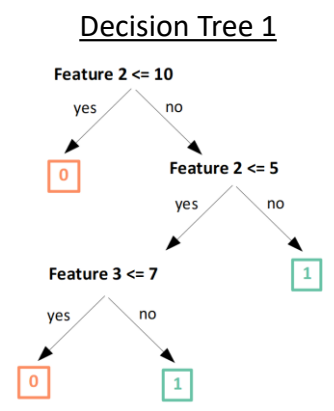 Decision Tree 1
Feature 2 <= 10
yes no
0
Feature 2 <= 5
yes no
1
Feature 3 <= 7
yes no
0 1